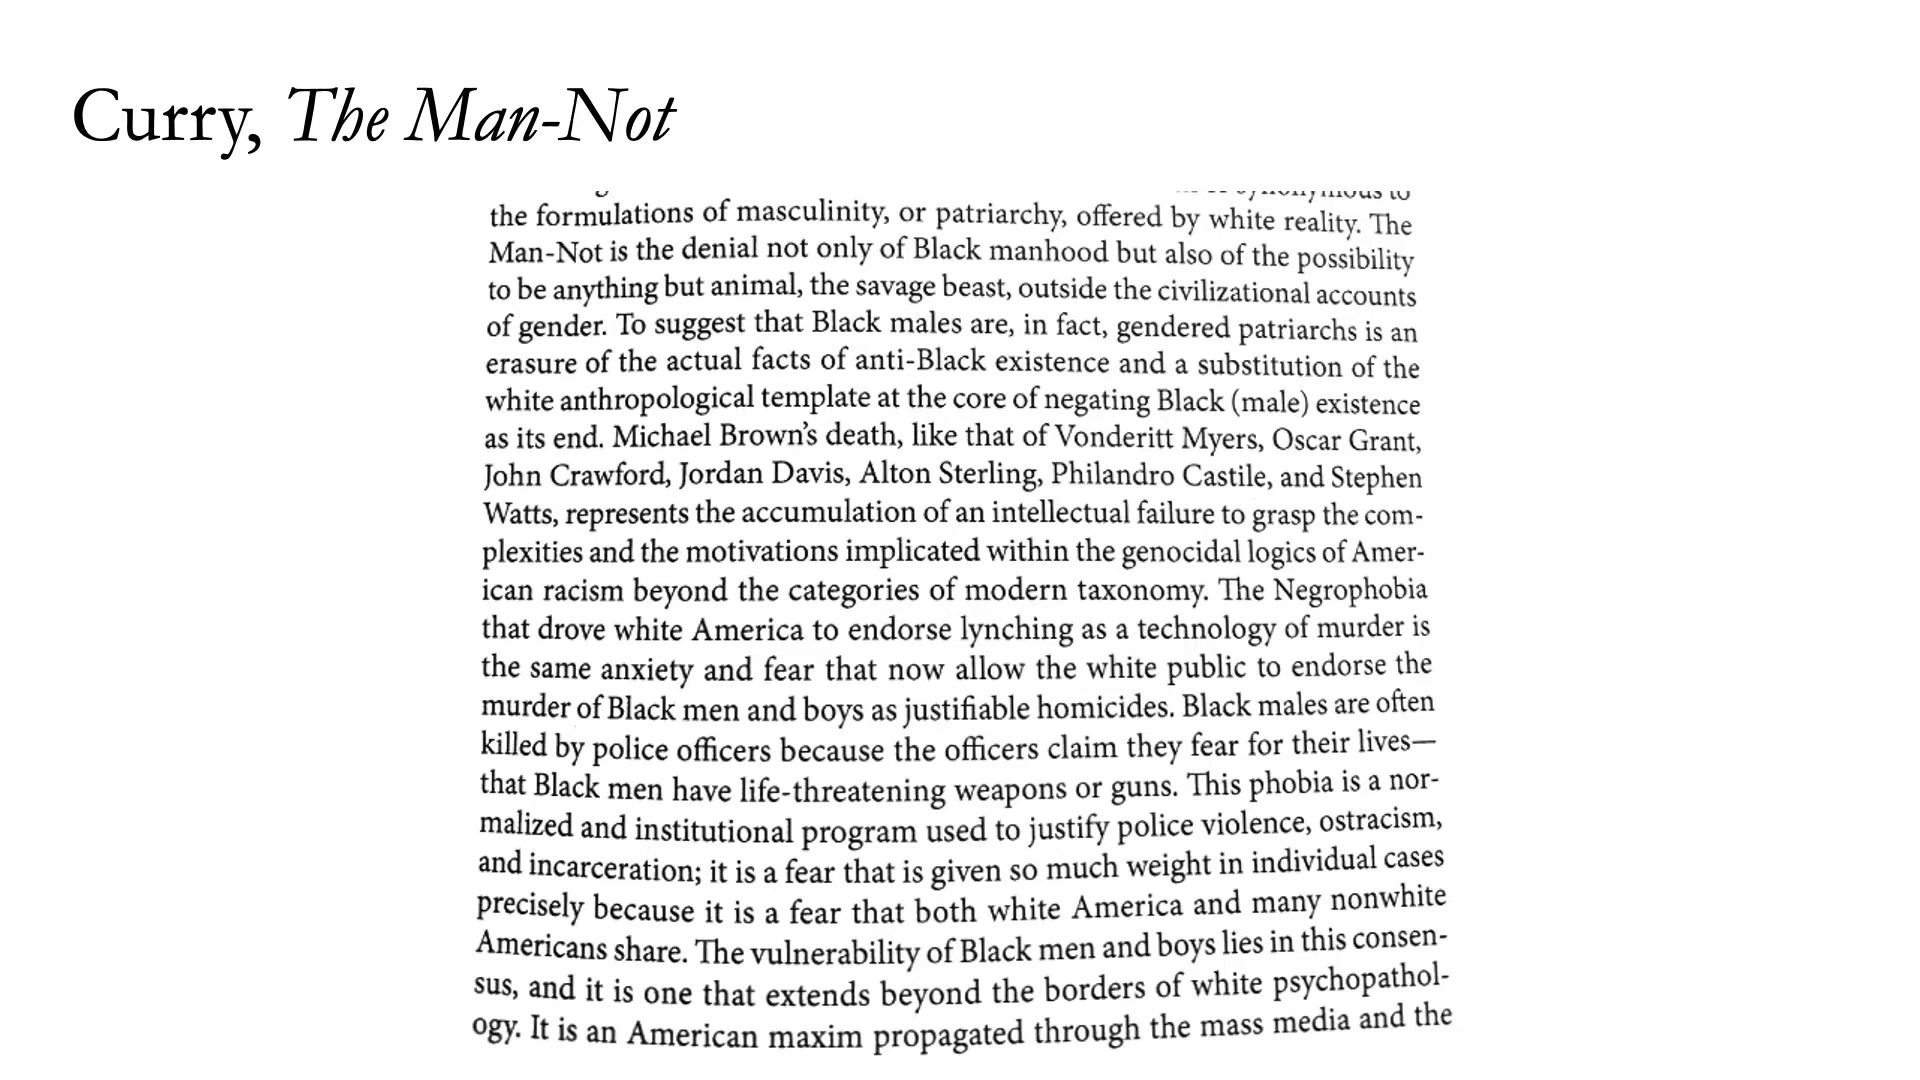 Curry, The Man-Not
synonymous to
the formulations of masculinity, or patriarchy, offered by white reality. The
Man-Not is the denial not only of Black manhood but also of the possibility
to be anything but animal, the savage beast, outside the civilizational accounts
of gender. To suggest that Black males are, in fact, gendered patriarchs is an
erasure of the actual facts of anti-Black existence and a substitution of the
white anthropological template at the core of negating Black (male) existence
as its end. Michael Brown’s death, like that of Vonderitt Myers, Oscar Grant,
John Crawford, Jordan Davis, Alton Sterling, Philandro Castile, and Stephen
Watts, represents the accumulation of an intellectual failure to grasp the com-
plexities and the motivations implicated within the genocidal logics of Amer-
ican racism beyond the categories of modern taxonomy. The Negrophobia
that drove white America to endorse lynching as a technology of murder is
the same anxiety and fear that now allow the white public to endorse the
murder of Black men and boys as justifiable homicides. Black males are often
killed by police officers because the officers claim they fear for their lives—
that Black men have life-threatening weapons or guns. This phobia is a nor-
malized and institutional program used to justify police violence, ostracism,
and incarceration; it is a fear that is given so much weight in individual cases
precisely because it is a fear that both white America and many nonwhite
Americans share. The vulnerability of Black men and boys lies in this consen-
sus, and it is one that extends beyond the borders of white psychopathol-
ogy. It is an American maxim propagated through the mass media and the